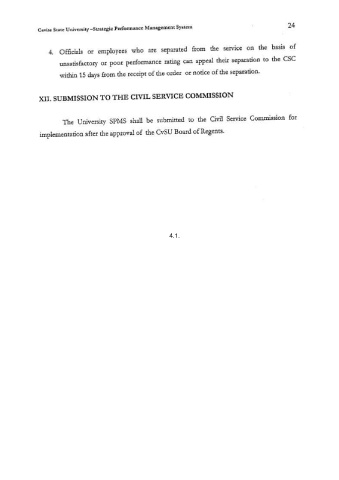 Cavite State University –Strategic Performance Management System 24
4. Officials or employees who are separated from the service on the basis of
unsatisfactory or poor performance rating can appeal their separation to the CSC
within 15 days from the receipt of the order or notice of the separation.
XII. SUBMISSION TO THE CIVIL SERVICE COMMISSION
The University SPMS shall be submitted to the Civil Service Commission for
implementation after the approval of the CvSU Board of Regents.
4.1.